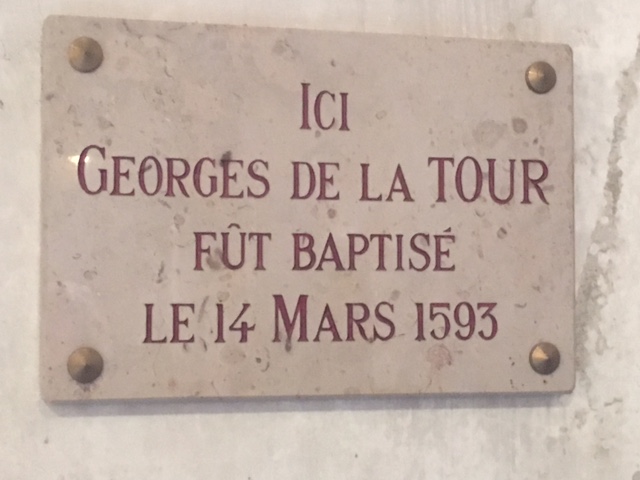 ICI
GEORGES DE LA TOUR
FÛT BAPTISÉ
LE 14 MARS 1593